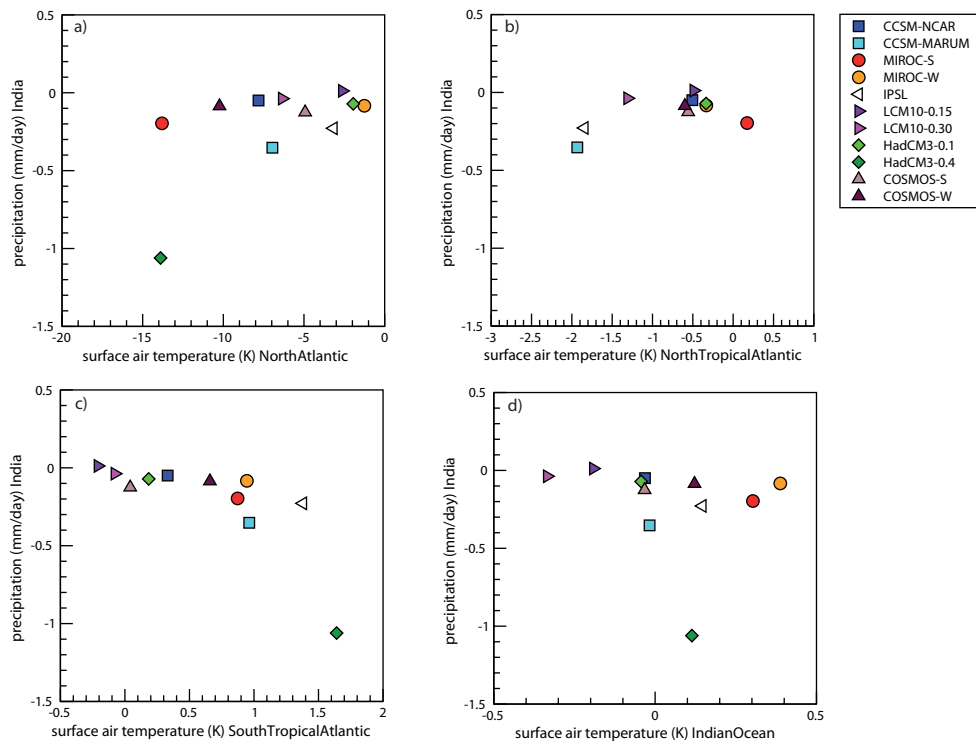 a)
0.5
0
-0.5
-1
-1.5
-20 -15 -10 -5 0
precipitation (mm/day) India
surface air temperature (K) NorthAtlantic
b)
0.5
0
-0.5
-1
-1.5
-3 -2.5 -2 -1.5 -1 -0.5 0 0.5 1
precipitation (mm/day) India
surface air temperature (K) NorthTropicalAtlantic
CCSM-NCAR
CCSM-MARUM
MIROC-S
MIROC-W
IPSL
LCM10-0.15
LCM10-0.30
HadCM3-0.1
HadCM3-0.4
COSMOS-S
COSMOS-W
c)
0.5
0
-0.5
-1
-1.5
-0.5 0 0.5 1 1.5 2
precipitation (mm/day) India
surface air temperature (K) SouthTropicalAtlantic
d)
0.5
0
-0.5
-1
-1.5
-0.5 0 0.5
precipitation (mm/day) India
surface air temperature (K) IndianOcean